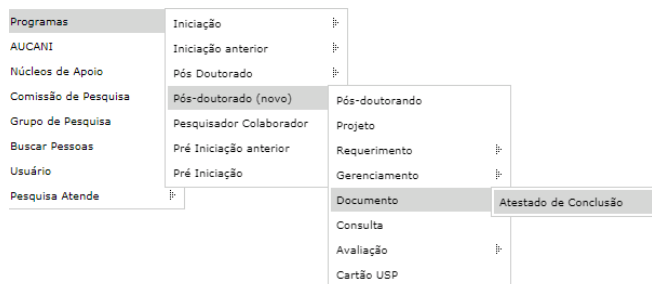 Programas
AUCANI
Núcleos de Apoio
Comissão de Pesquisa
Grupo de Pesquisa
Buscar Pessoas
Usuário
Pesquisa Atende
Iniciação
Iniciação anterior
Pós Doutorado
Pós-doutorado (novo)
Pesquisador Colaborador
Pré Iniciação anterior
Pré Iniciação
Pós-doutorando
Projeto
Requerimento
Gerenciamento
Documento
Consulta
Avaliação
Cartão USP
Atestado de Conclusão